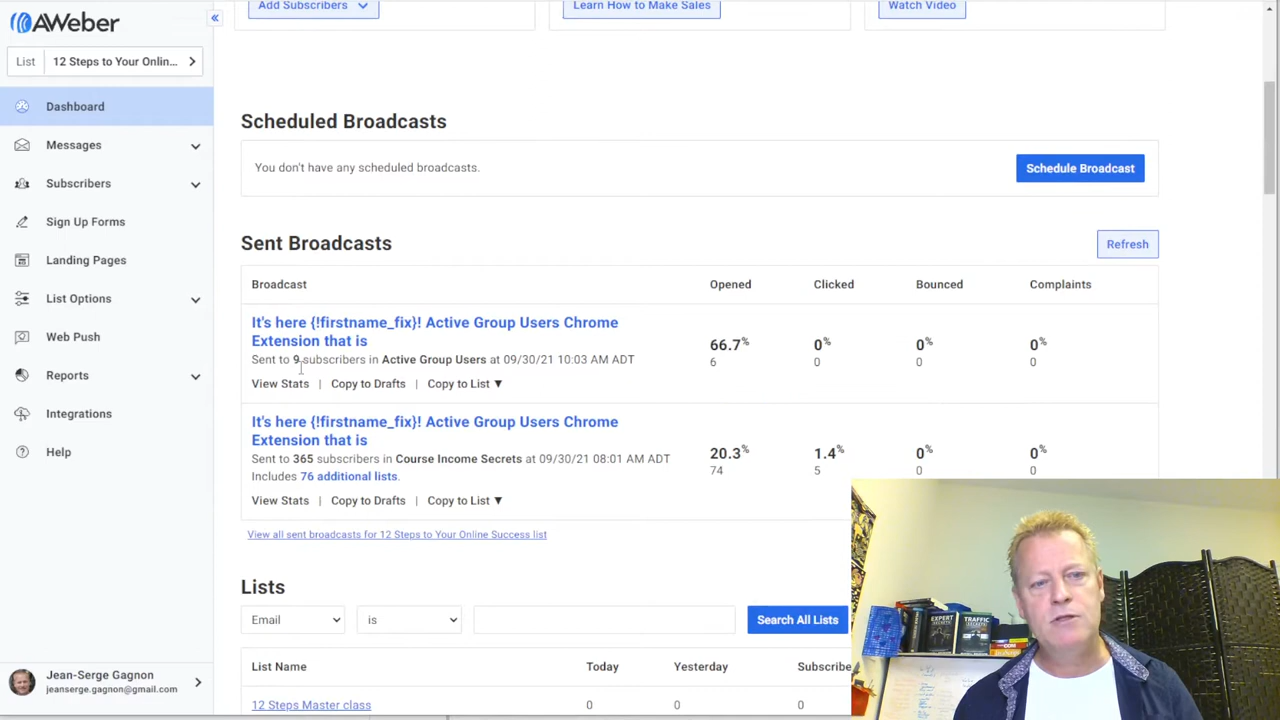 Add Subscribers
Learn How to Make Sales
Watch Video
AWeber
List
12 Steps to Your Onlin...
Dashboard
Messages
Subscribers
Sign Up Forms
Landing Pages
List Options
Web Push
Reports
Integrations
Help
Jean-Serge Gagnon
jeanserge.gagnon@gmail.com
Scheduled Broadcasts
You don't have any scheduled broadcasts.
Schedule Broadcast
Sent Broadcasts
Refresh
Broadcast
Opened
Clicked
Bounced
Complaints
It's here {!firstname_fix}! Active Group Users Chrome
Extension that is
Sent to 9 subscribers in Active Group Users at 09/30/21 10:03 AM ADT
View Stats | Copy to Drafts | Copy to List ▼
66.7%
6
0%
0
0%
0
0%
0
It's here {!firstname_fix}! Active Group Users Chrome
Extension that is
Sent to 365 subscribers in Course Income Secrets at 09/30/21 08:01 AM ADT
Includes 76 additional lists.
View Stats | Copy to Drafts | Copy to List ▼
20.3%
74
1.4%
5
0%
0
0%
0
View all sent broadcasts for 12 Steps to Your Online Success list
Lists
Email
is
Search All Lists
List Name
Today
Yesterday
Subscribe
12 Steps Master class
0
0
0
EXPERT
SECRETS
TRAFFIC
SECRETS